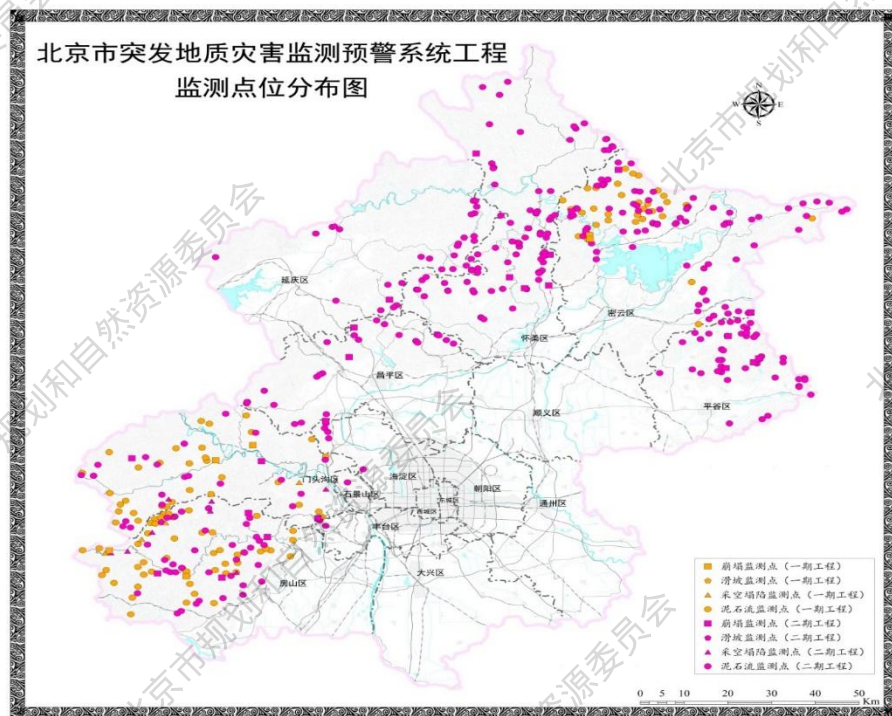 北京市突发地质灾害监测预警系统工程
监测点位分布图
N
W E
S
延庆区
密云区
怀柔区
昌平区
平谷区
顺义区
门头沟区
海淀区
石景山区
朝阳区
东城区
西城区
通州区
丰台区
大兴区
房山区
崩塌监测点（一期工程）
滑坡监测点（一期工程）
采空塌陷监测点（一期工程）
泥石流监测点（一期工程）
崩塌监测点（二期工程）
滑坡监测点（二期工程）
采空塌陷监测点（二期工程）
泥石流监测点（二期工程）
0 5 10 20 30 40 50
Km
北京市规划和自然资源委员会